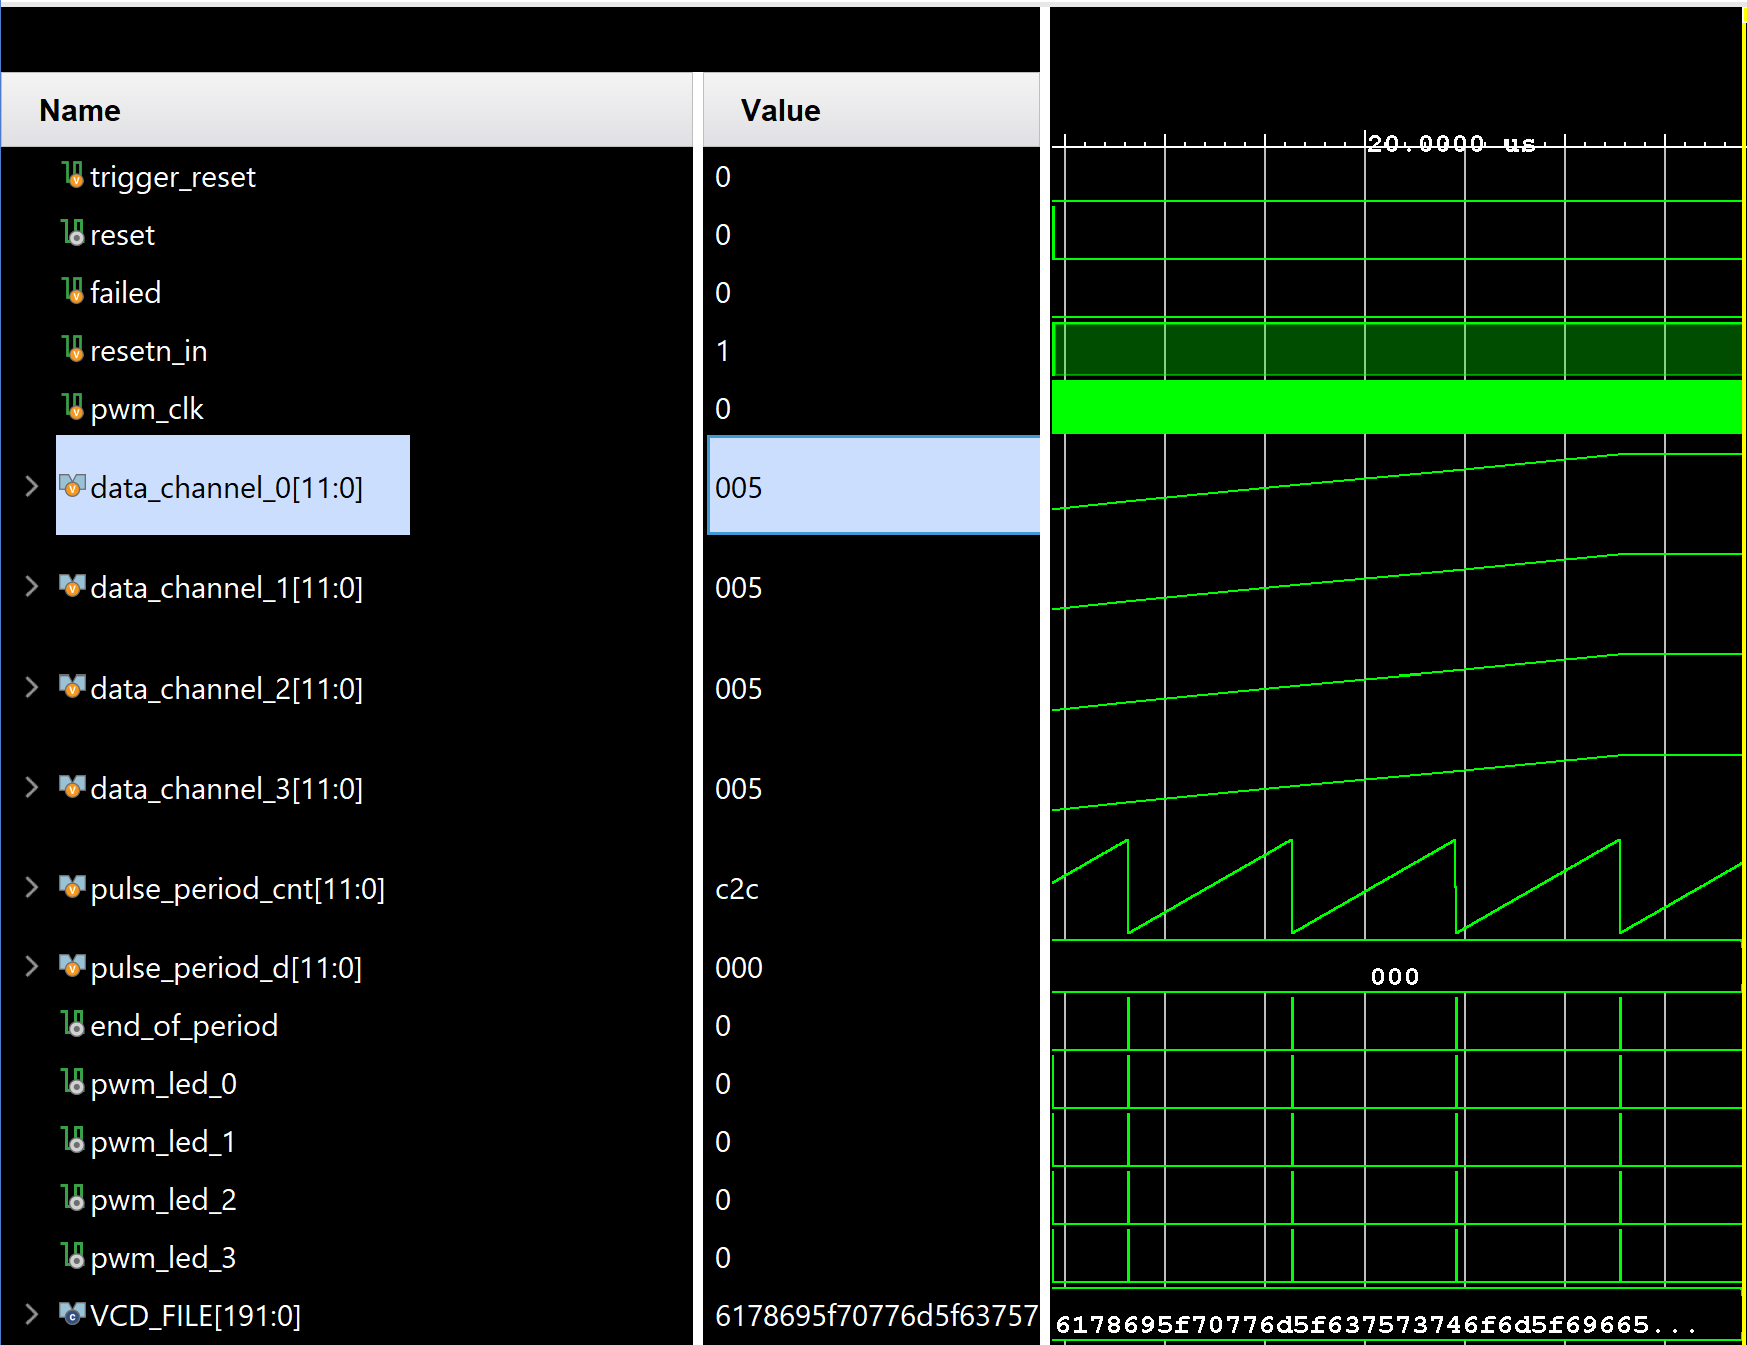 Name Value
20.0000 us
trigger_reset 0
reset 0
failed 0
resetn_in 1
pwm_clk 0
data_channel_0[11:0] 005
data_channel_1[11:0] 005
data_channel_2[11:0] 005
data_channel_3[11:0] 005
pulse_period_cnt[11:0] c2c
pulse_period_d[11:0] 000 000
end_of_period 0
pwm_led_0 0
pwm_led_1 0
pwm_led_2 0
pwm_led_3 0
VCD_FILE[191:0] 6178695f70776d5f63757 6178695f70776d5f637573746f6d5f69665...